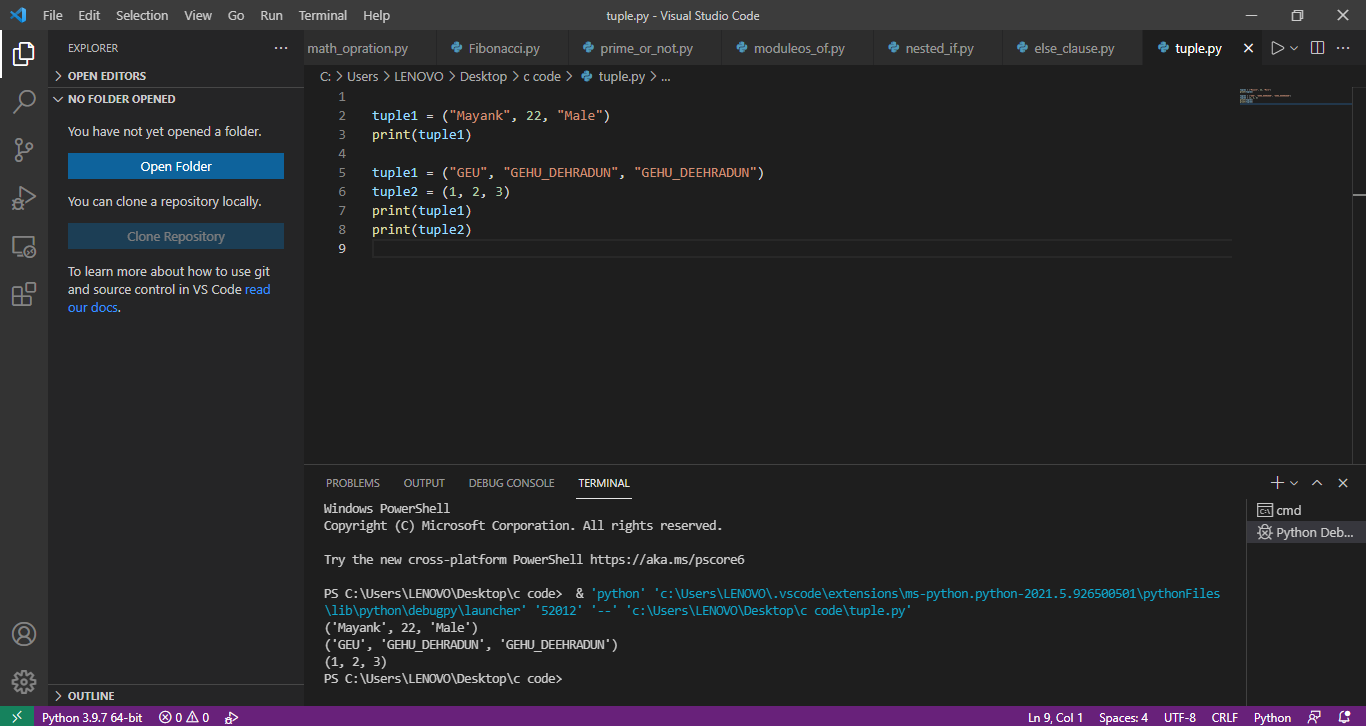 File Edit Selection View Go Run Terminal Help tuple.py - Visual Studio Code
EXPLORER
OPEN EDITORS
NO FOLDER OPENED
You have not yet opened a folder.
Open Folder
You can clone a repository locally.
Clone Repository
To learn more about how to use git
and source control in VS Code read
our docs.
OUTLINE
math_opration.py Fibonacci.py prime_or_not.py moduleos_of.py nested_if.py else_clause.py tuple.py
C: > Users > LENOVO > Desktop > c code > tuple.py > ...
1
2 tuple1 = ("Mayank", 22, "Male")
3 print(tuple1)
4
5 tuple1 = ("GEU", "GEHU_DEHRADUN", "GEHU_DEEHRADUN")
6 tuple2 = (1, 2, 3)
7 print(tuple1)
8 print(tuple2)
9
PROBLEMS OUTPUT DEBUG CONSOLE TERMINAL
Windows PowerShell
Copyright (C) Microsoft Corporation. All rights reserved.
Try the new cross-platform PowerShell https://aka.ms/pscore6
PS C:\Users\LENOVO\Desktop\c code>  & 'python' 'c:\Users\LENOVO\.vscode\extensions\ms-python.python-2021.5.926500501\pythonFiles
\lib\python\debugpy\launcher' '52012' '--' 'c:\Users\LENOVO\Desktop\c code\tuple.py'
('Mayank', 22, 'Male')
('GEU', 'GEHU_DEHRADUN', 'GEHU_DEEHRADUN')
(1, 2, 3)
PS C:\Users\LENOVO\Desktop\c code>
cmd
Python Deb...
Python 3.9.7 64-bit 0 0 Ln 9, Col 1 Spaces: 4 UTF-8 CRLF Python